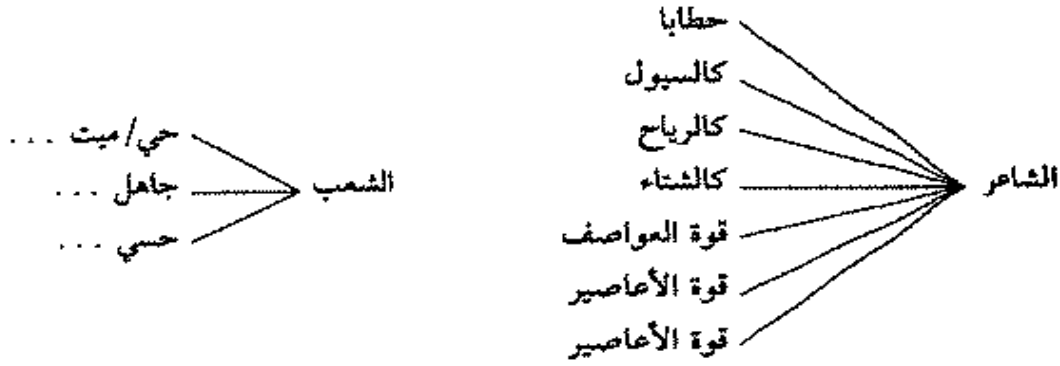 الشاعر
حطابا
كالسيول
كالرياح
كالشتاء
قوة العواصف
قوة الأعاصير
قوة الأعاصير
الشعب
حي/ميت ...
جاهل ...
حسي ...